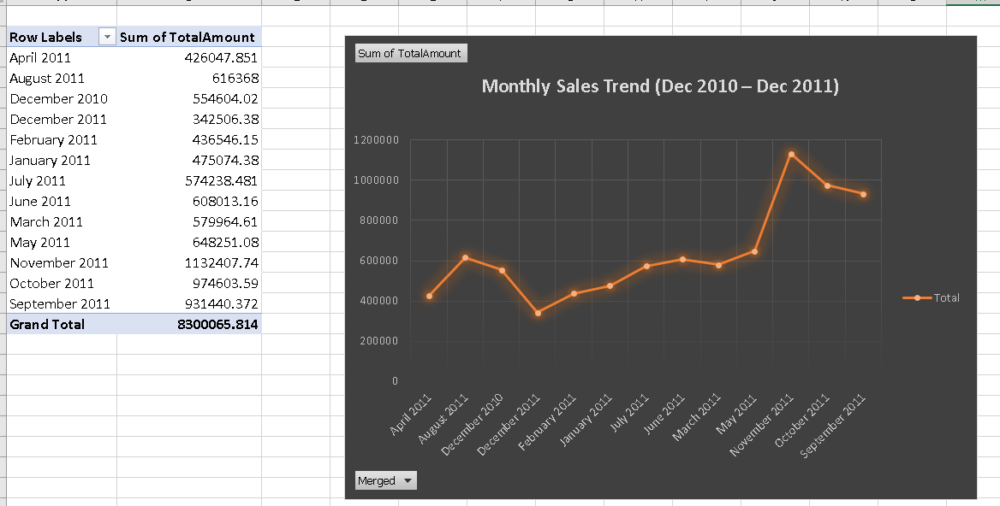 Row Labels Sum of TotalAmount
April 2011 426047.851
August 2011 616368
December 2010 554604.02
December 2011 342506.38
February 2011 436546.15
January 2011 475074.38
July 2011 574238.481
June 2011 608013.16
March 2011 579964.61
May 2011 648251.08
November 2011 1132407.74
October 2011 974603.59
September 2011 931440.372
Grand Total 8300065.814
Sum of TotalAmount
Monthly Sales Trend (Dec 2010 – Dec 2011)
1200000
1000000
800000
600000
400000
200000
0
April 2011
August 2011
December 2010
December 2011
February 2011
January 2011
July 2011
June 2011
March 2011
May 2011
November 2011
October 2011
September 2011
Total
Merged